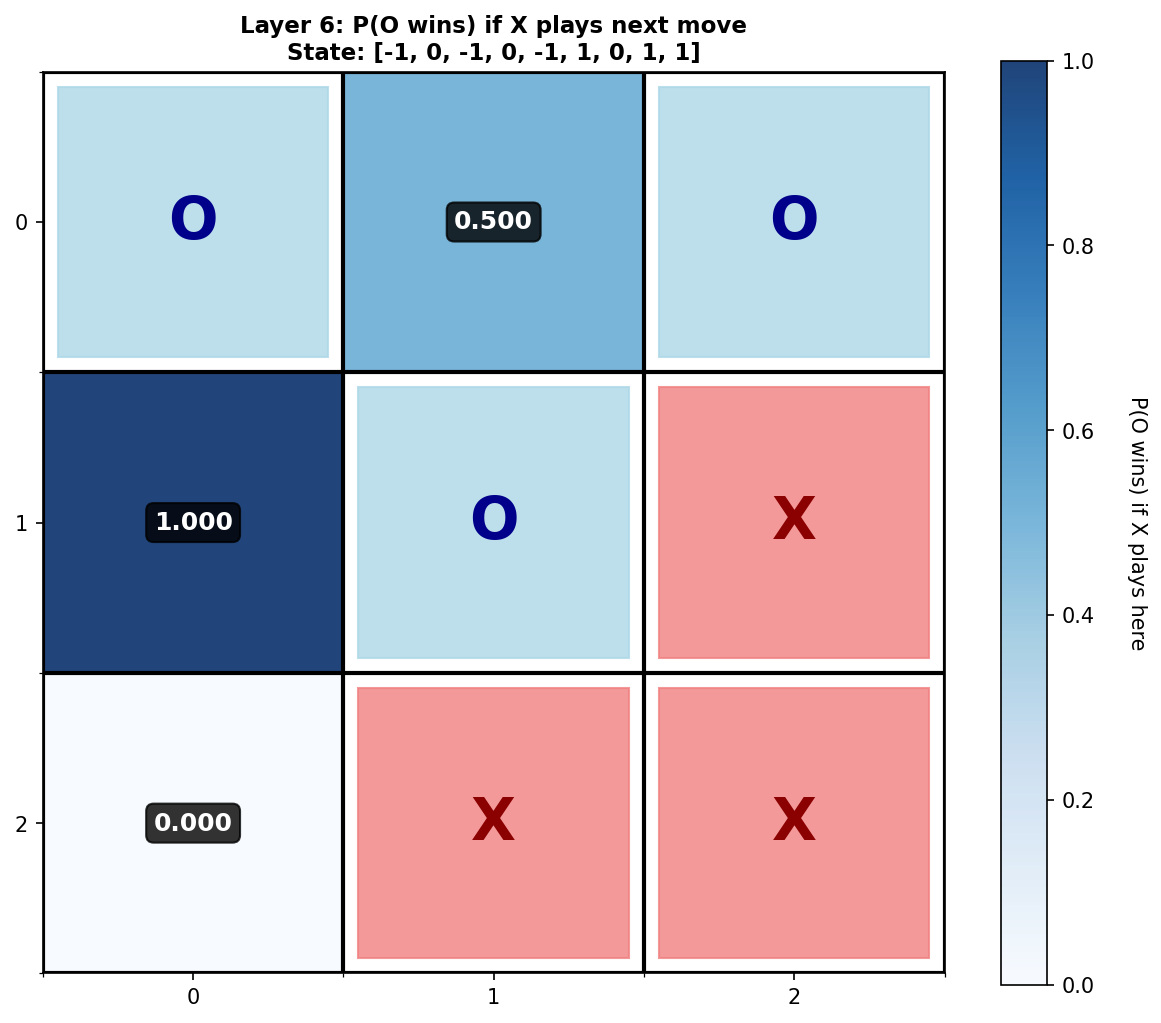 Layer 6: P(O wins) if X plays next move
State: [-1, 0, -1, 0, -1, 1, 0, 1, 1]
0
O
0.500
O
1
1.000
O
X
2
0.000
X
X
0
1
2
1.0
0.8
0.6
0.4
0.2
0.0
P(O wins) if X plays here